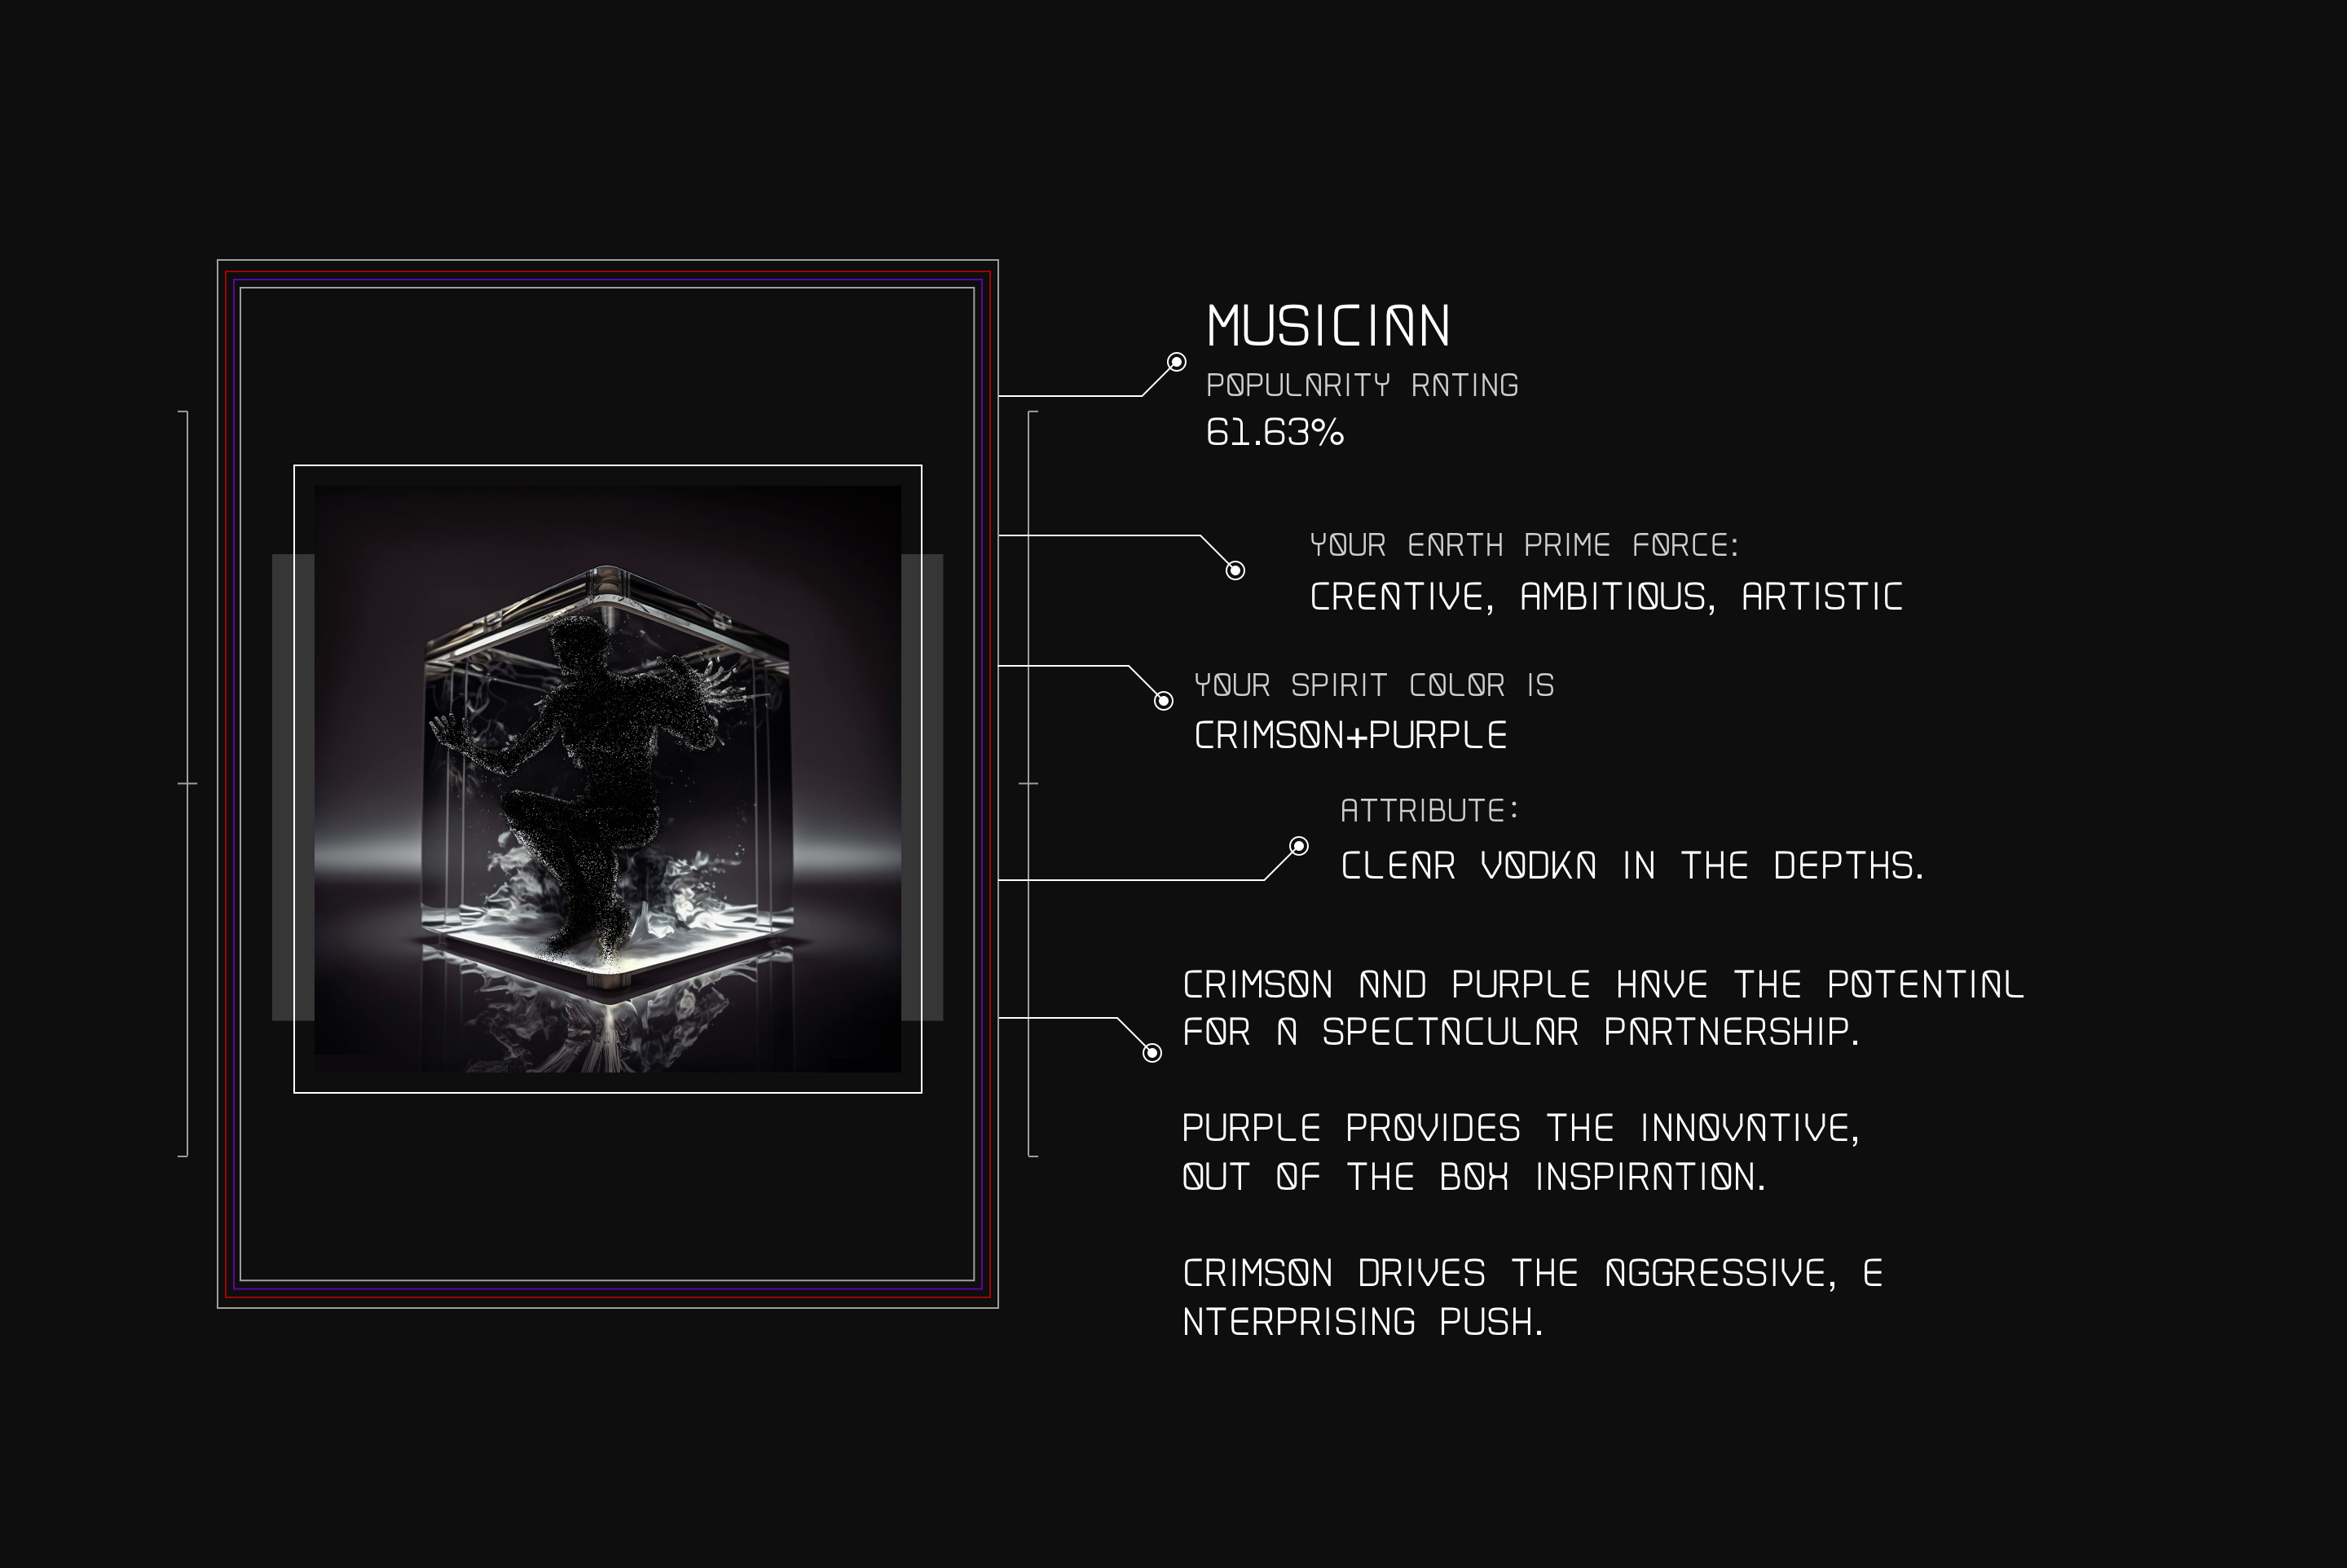 MUSICIAN
POPULARITY RATING
61.63%
YOUR EARTH PRIME FORCE:
CREATIVE, AMBITIOUS, ARTISTIC
YOUR SPIRIT COLOR IS
CRIMSON+PURPLE
ATTRIBUTE:
CLEAR VODKA IN THE DEPTHS.
CRIMSON AND PURPLE HAVE THE POTENTIAL
FOR A SPECTACULAR PARTNERSHIP.
PURPLE PROVIDES THE INNOVATIVE,
OUT OF THE BOX INSPIRATION.
CRIMSON DRIVES THE AGGRESSIVE, E
NTERPRISING PUSH.